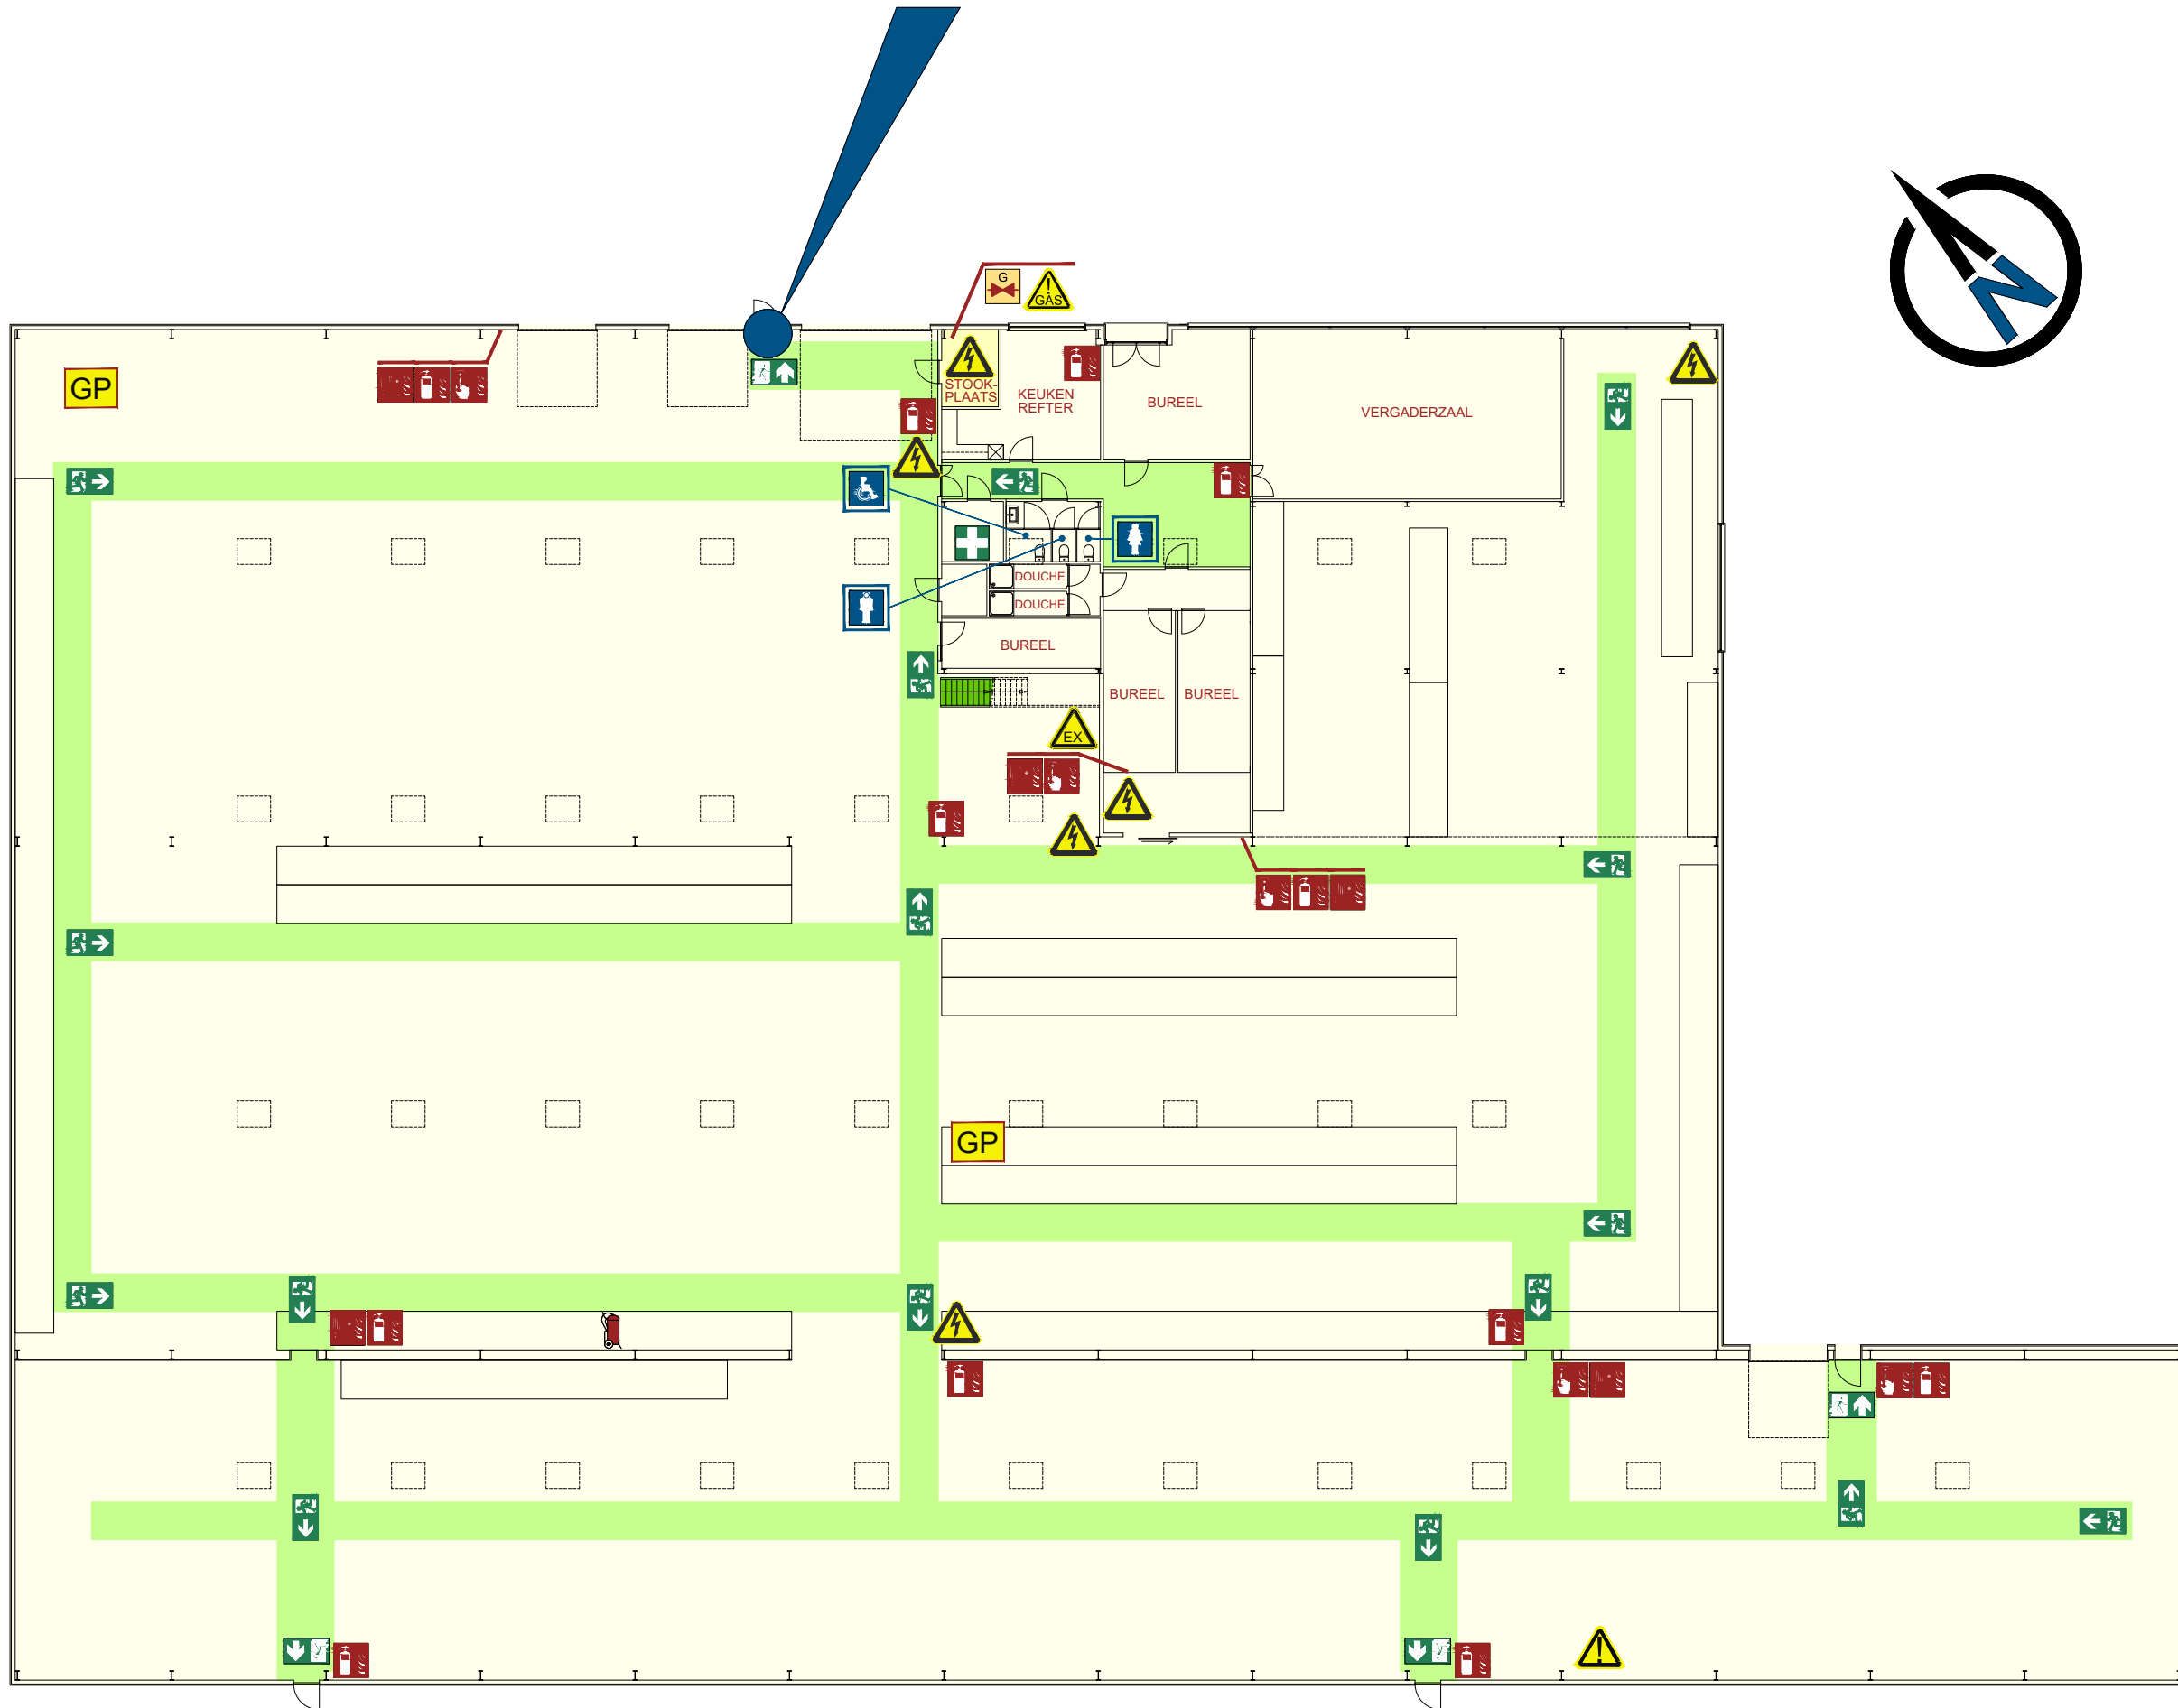 G
GAS
N
GP
STOOK-
PLAATS
KEUKEN
REFTER
BUREEL
VERGADERZAAL
DOUCHE
DOUCHE
BUREEL
BUREEL
BUREEL
EX
GP